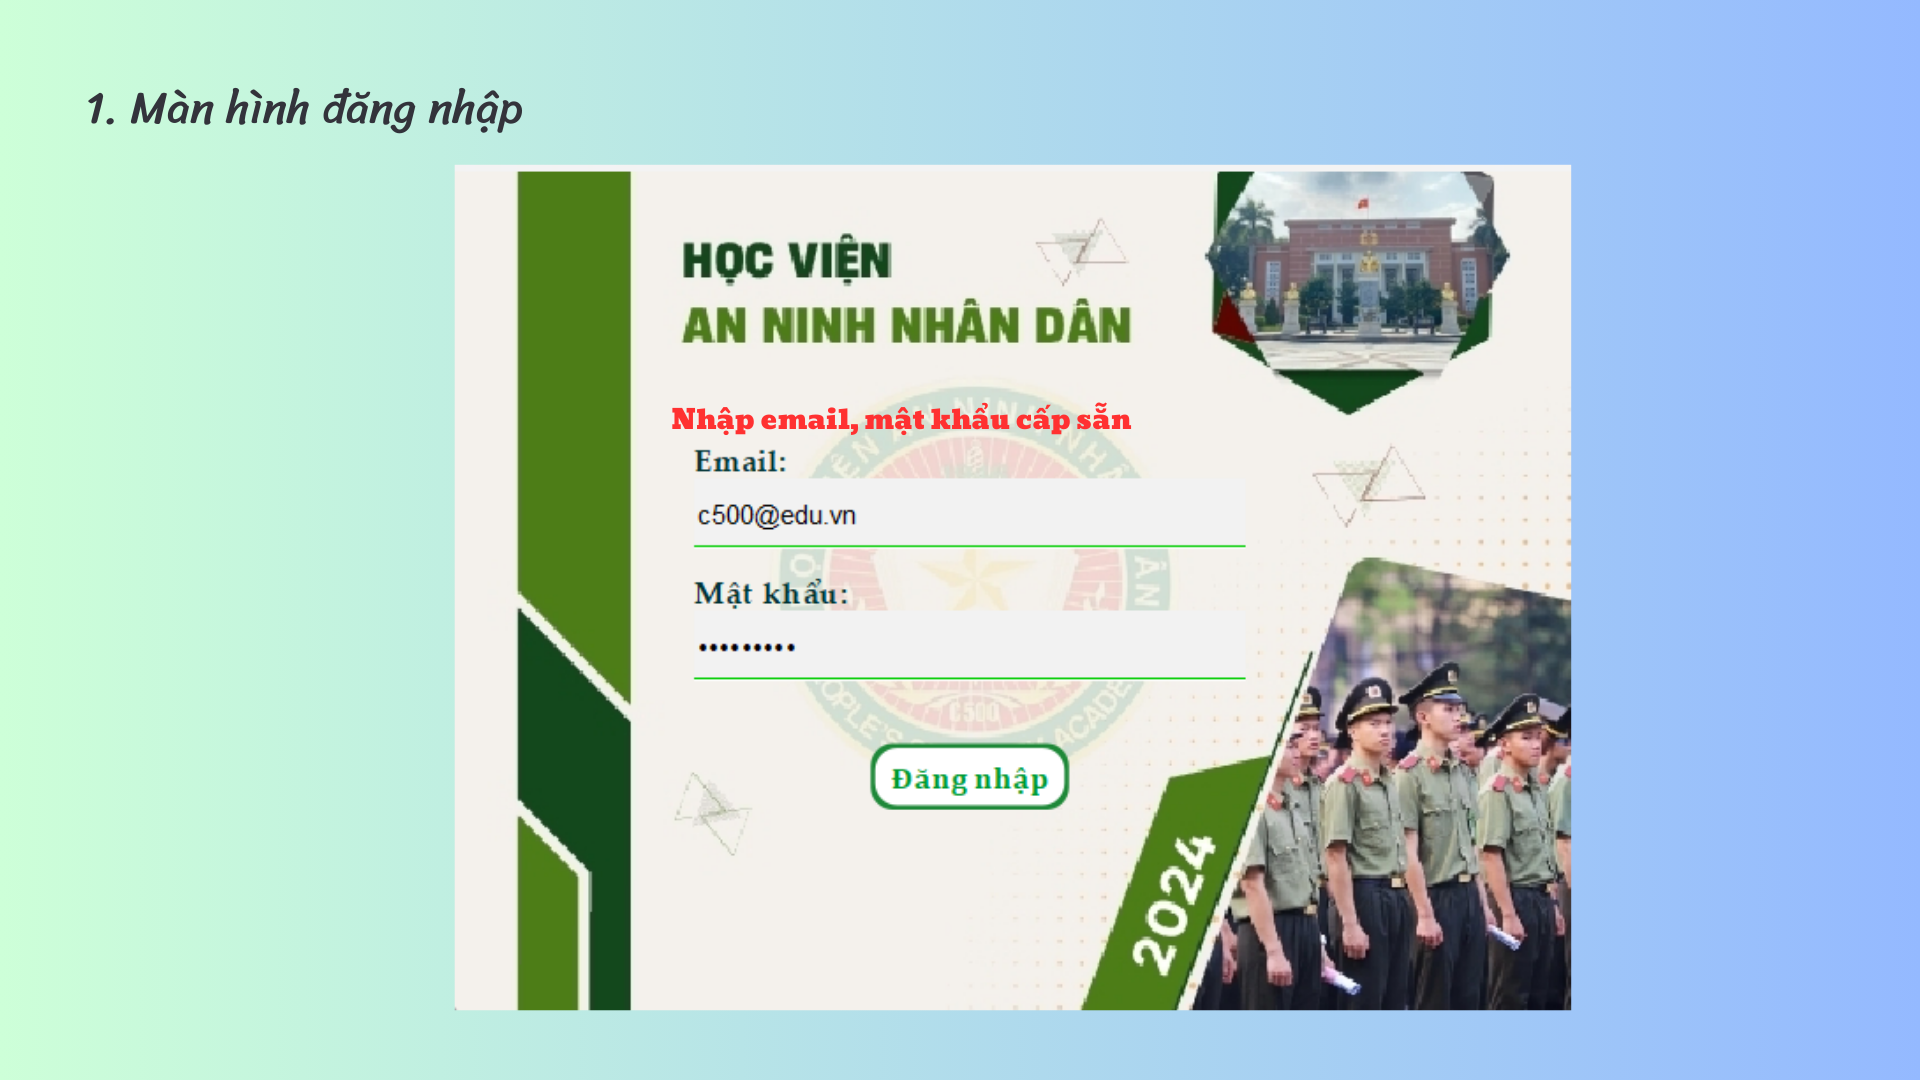 1. Màn hình đăng nhập
HỌC VIỆN
AN NINH NHÂN DÂN
Nhập email, mật khẩu cấp sẵn
Email:
c500@edu.vn
Mật khẩu:
•••••••••
C500
Đăng nhập
2024